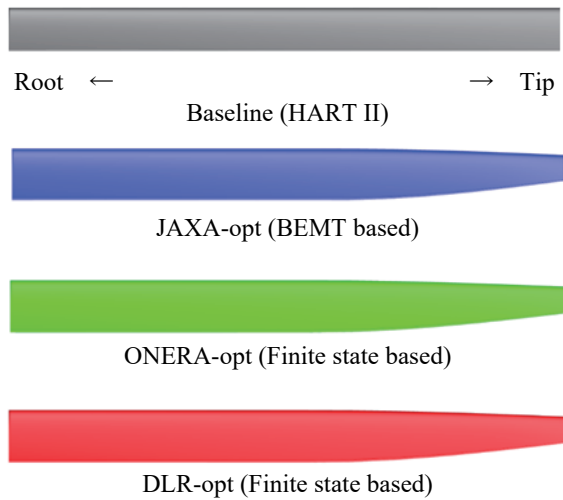 Root ← → Tip
Baseline (HART II)
JAXA-opt (BEMT based)
ONERA-opt (Finite state based)
DLR-opt (Finite state based)